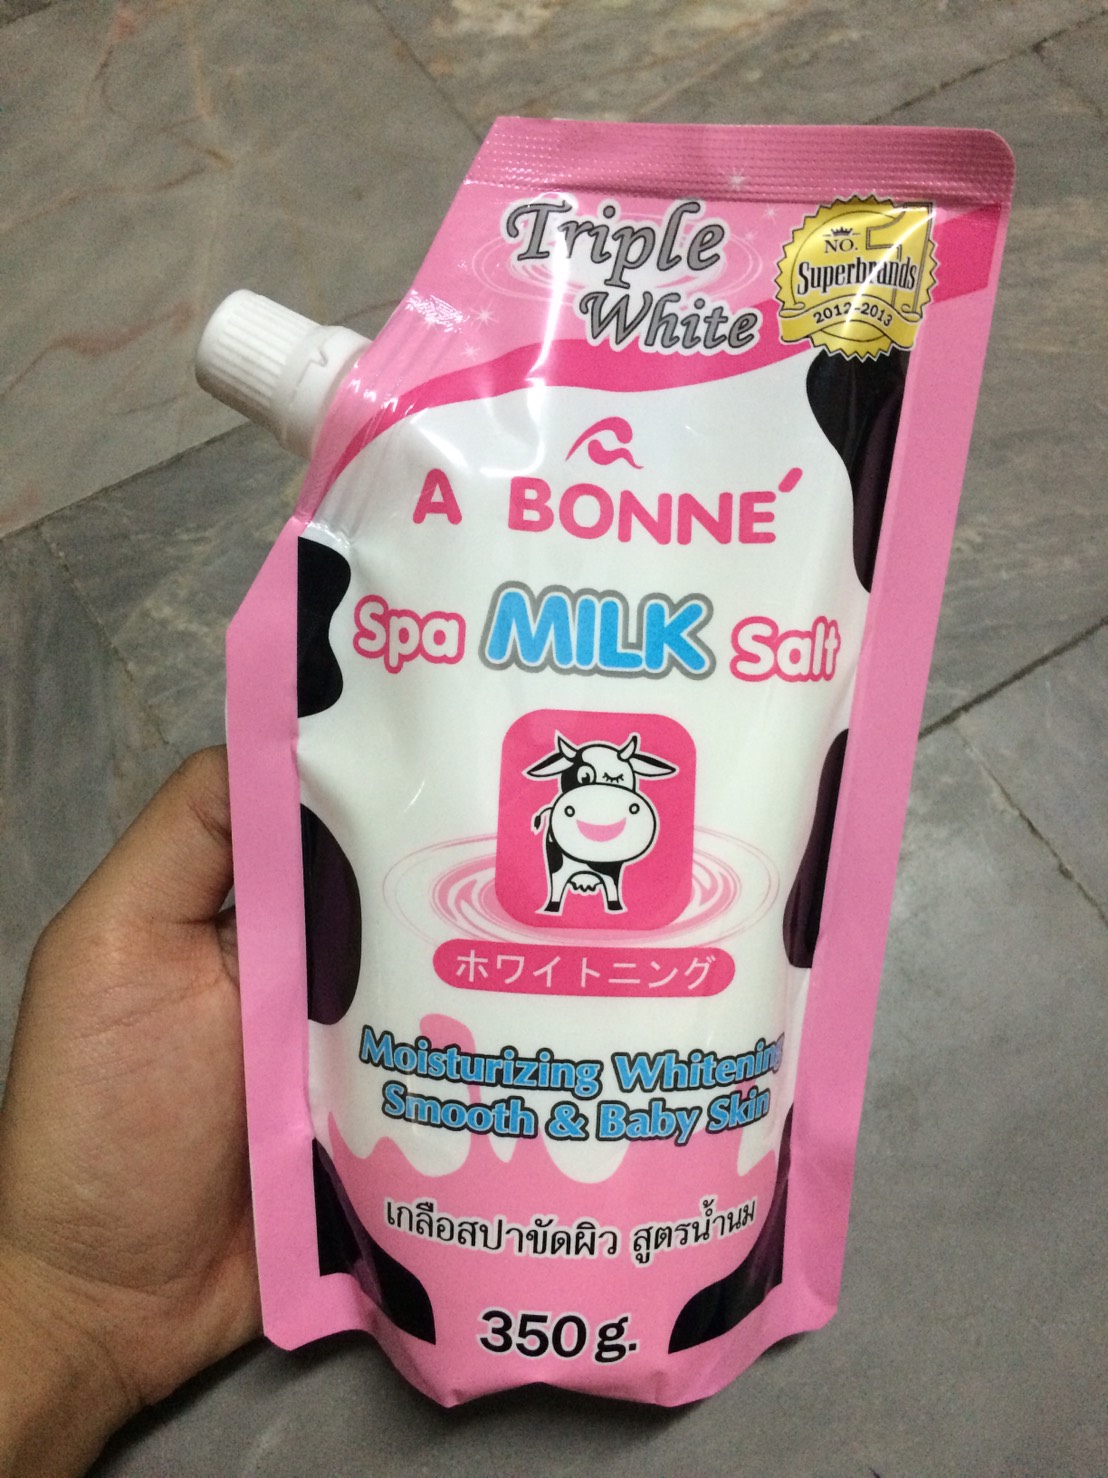 Triple
White
NO. 1
Superbrands
2012-2013
A BONNÉ
Spa MILK Salt
ホワイトニング
Moisturizing Whitening
Smooth & Baby Skin
เกลือสปาขัดผิว สูตรน้ำนม
350 g.